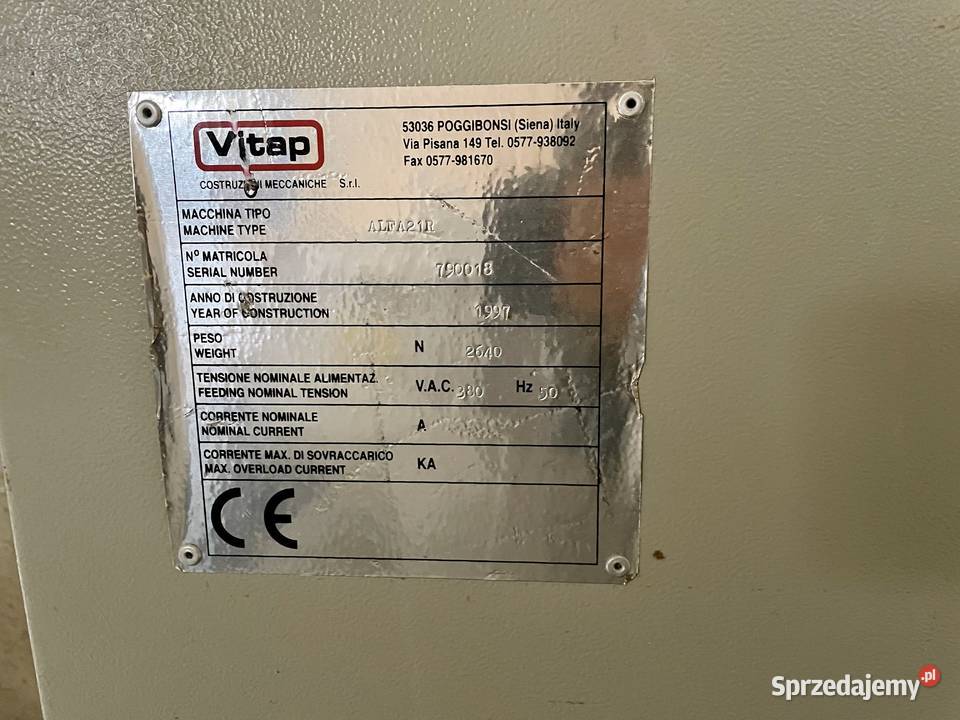 Vitap
COSTRUZIONI MECCANICHE S.r.l.
53036 POGGIBONSI (Siena) Italy
Via Pisana 149 Tel. 0577-938092
Fax 0577-981670
MACCHINA TIPO
MACHINE TYPE ALFA21R
Nº MATRICOLA
SERIAL NUMBER 790018
ANNO DI COSTRUZIONE
YEAR OF CONSTRUCTION 1997
PESO
WEIGHT N 2640
TENSIONE NOMINALE ALIMENTAZ.
FEEDING NOMINAL TENSION V.A.C. 380 Hz 50
CORRENTE NOMINALE
NOMINAL CURRENT A
CORRENTE MAX. DI SOVRACCARICO
MAX. OVERLOAD CURRENT KA
CE
Sprzedajemy.pl